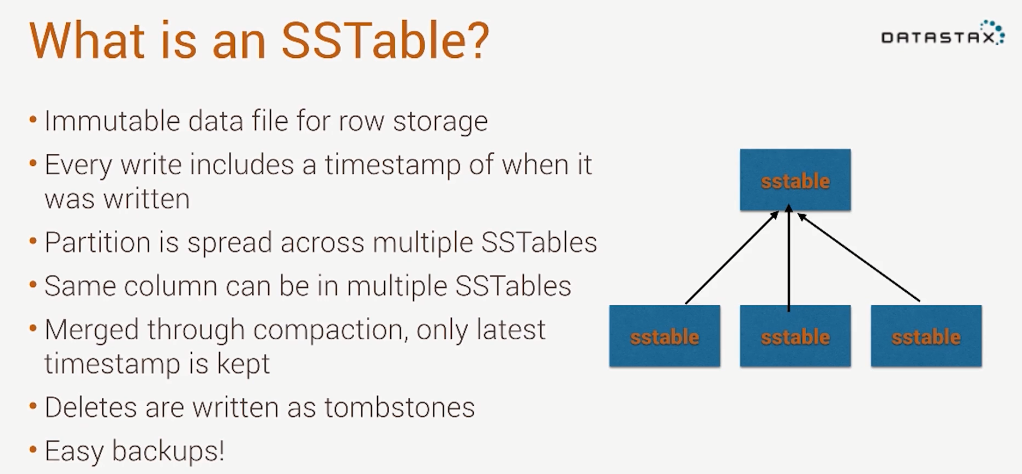 What is an SSTable?
DATASTAX
• Immutable data file for row storage
• Every write includes a timestamp of when it
was written
• Partition is spread across multiple SSTables
• Same column can be in multiple SSTables
• Merged through compaction, only latest
timestamp is kept
• Deletes are written as tombstones
• Easy backups!
sstable
sstable
sstable
sstable